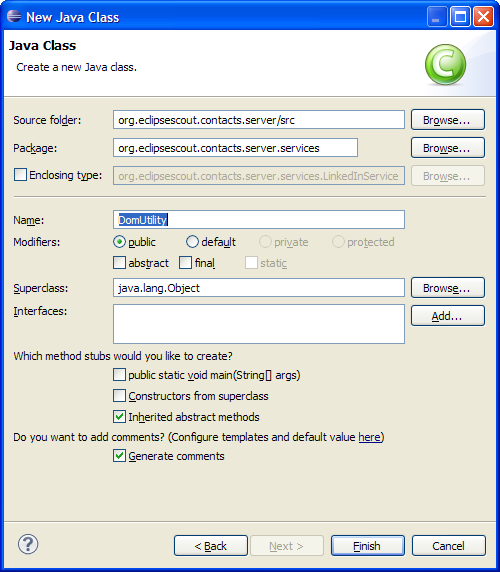 New Java Class
Java Class
Create a new Java class.
C
Source folder: org.eclipsescout.contacts.server/src Browse...
Package: org.eclipsescout.contacts.server.services Browse...
Enclosing type: org.eclipsescout.contacts.server.services.LinkedInService Browse...
Name: DomUtility
Modifiers: public default private protected
abstract final static
Superclass: java.lang.Object Browse...
Interfaces: Add...
Which method stubs would you like to create?
public static void main(String[] args)
Constructors from superclass
Inherited abstract methods
Do you want to add comments? (Configure templates and default value here)
Generate comments
? < Back Next > Finish Cancel